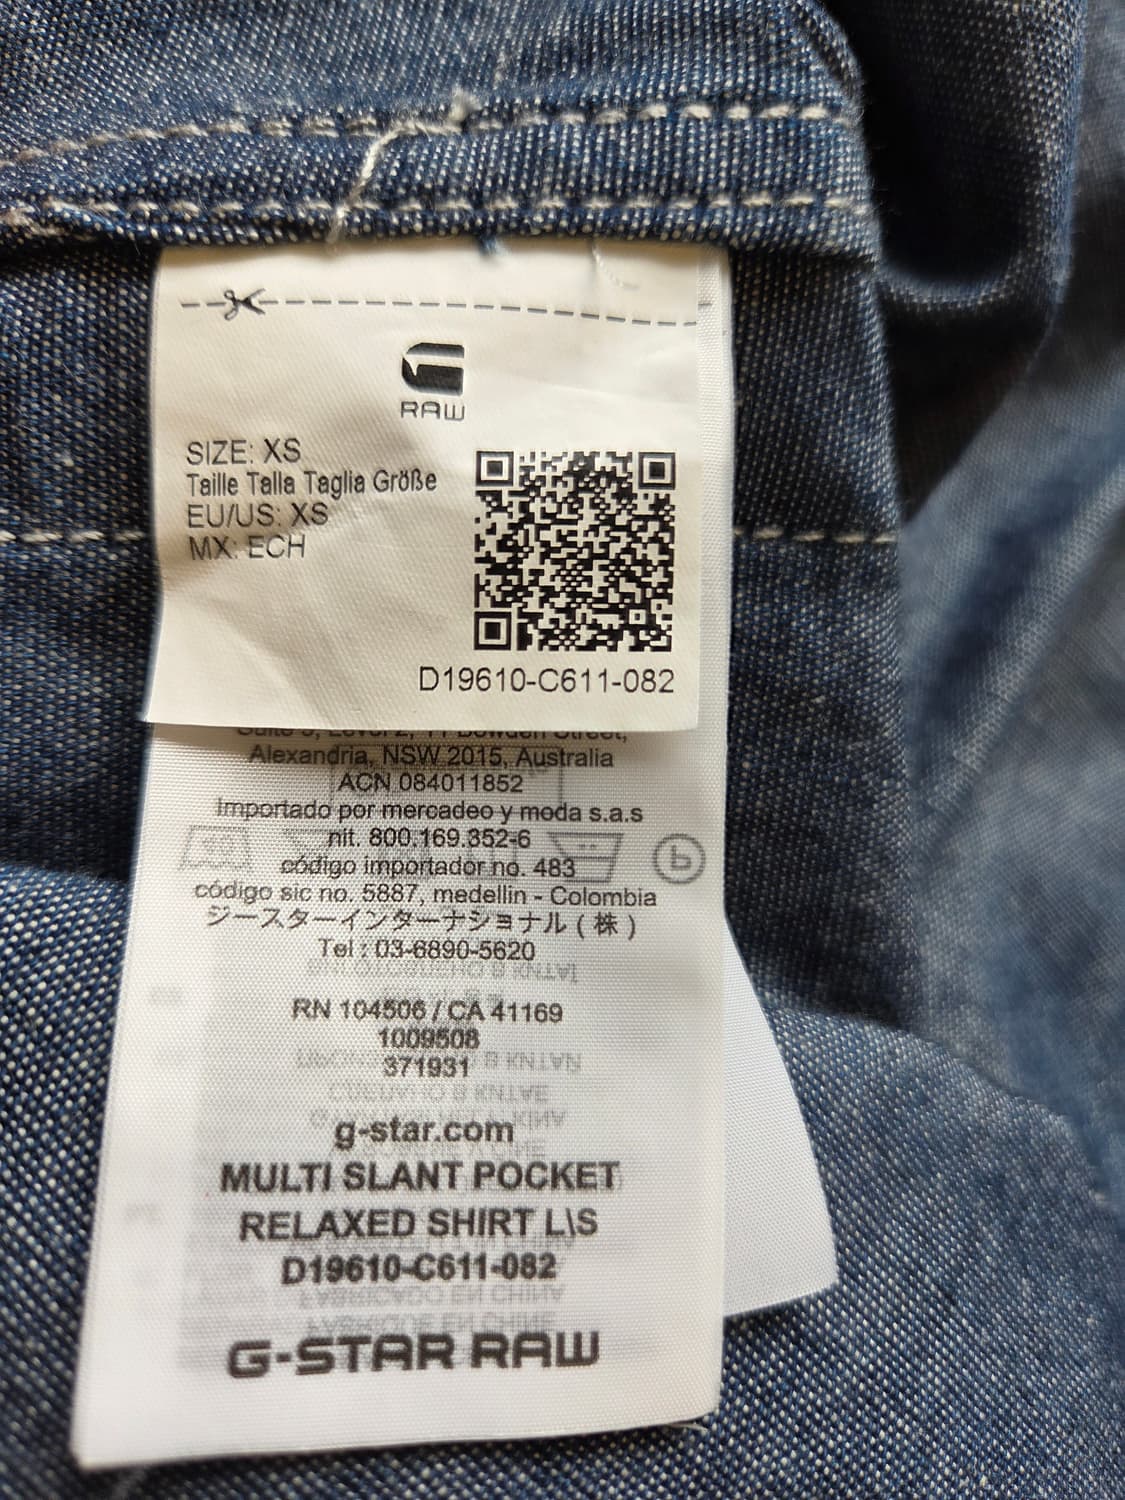 RAW
SIZE: XS
Taille Talla Taglia Größe
EU/US: XS
MX: ECH
D19610-C611-082
Alexandria, NSW 2015, Australia
ACN 084011852
Importado por mercadeo y moda s.a.s
nit. 800.169.352-6
código importador no. 483
código sic no. 5887, medellin - Colombia
ジースターインターナショナル ( 株 )
Tel : 03-6890-5620
RN 104506 / CA 41169
1009508
371931
g-star.com
MULTI SLANT POCKET
RELAXED SHIRT L\S
D19610-C611-082
G-STAR RAW